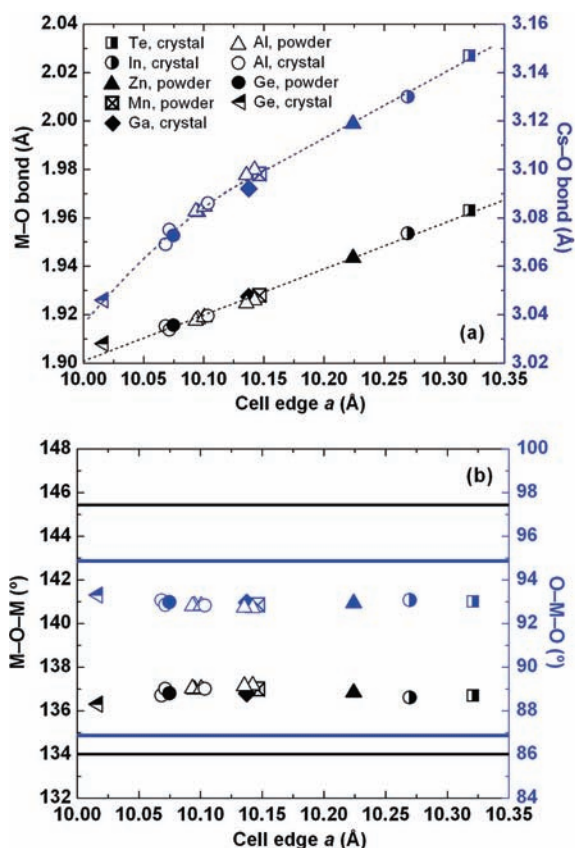 2.04
2.02
2.00
1.98
1.96
1.94
1.92
1.90
M–O bond (Å)
Te, crystal
In, crystal
Zn, powder
Mn, powder
Ga, crystal
Al, powder
Al, crystal
Ge, powder
Ge, crystal
3.16
3.14
3.12
3.10
3.08
3.06
3.04
3.02
Cs–O bond (Å)
(a)
10.00 10.05 10.10 10.15 10.20 10.25 10.30 10.35
Cell edge a (Å)
148
146
144
142
140
138
136
134
132
M–O–M (º)
(b)
100
98
96
94
92
90
88
86
84
O–M–O (º)
10.00 10.05 10.10 10.15 10.20 10.25 10.30 10.35
Cell edge a (Å)